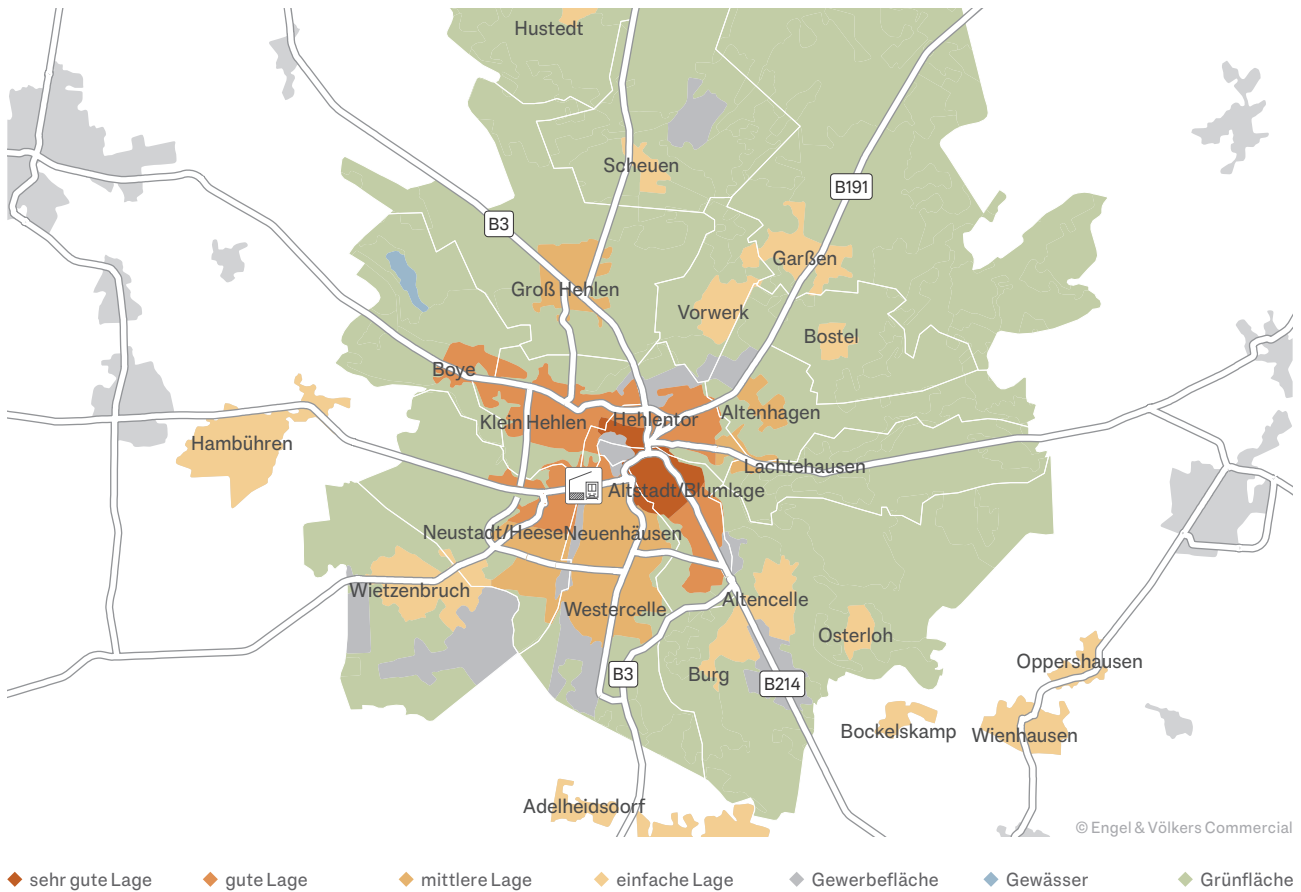 Hustedt
Scheuen
B191
B3
Garßen
Groß Hehlen
Vorwerk
Bostel
Boye
Klein Hehlen
Hehlentor
Altenhagen
Hambühren
Lachtehausen
Altstadt/Blumlage
Neustadt/Heese
Neuenhäusen
Wietzenbruch
Westercelle
Altencelle
Osterloh
Oppershausen
B3
Burg
B214
Bockelskamp
Wienhausen
Adelheidsdorf
© Engel & Völkers Commercial
sehr gute Lage gute Lage mittlere Lage einfache Lage Gewerbefläche Gewässer Grünfläche